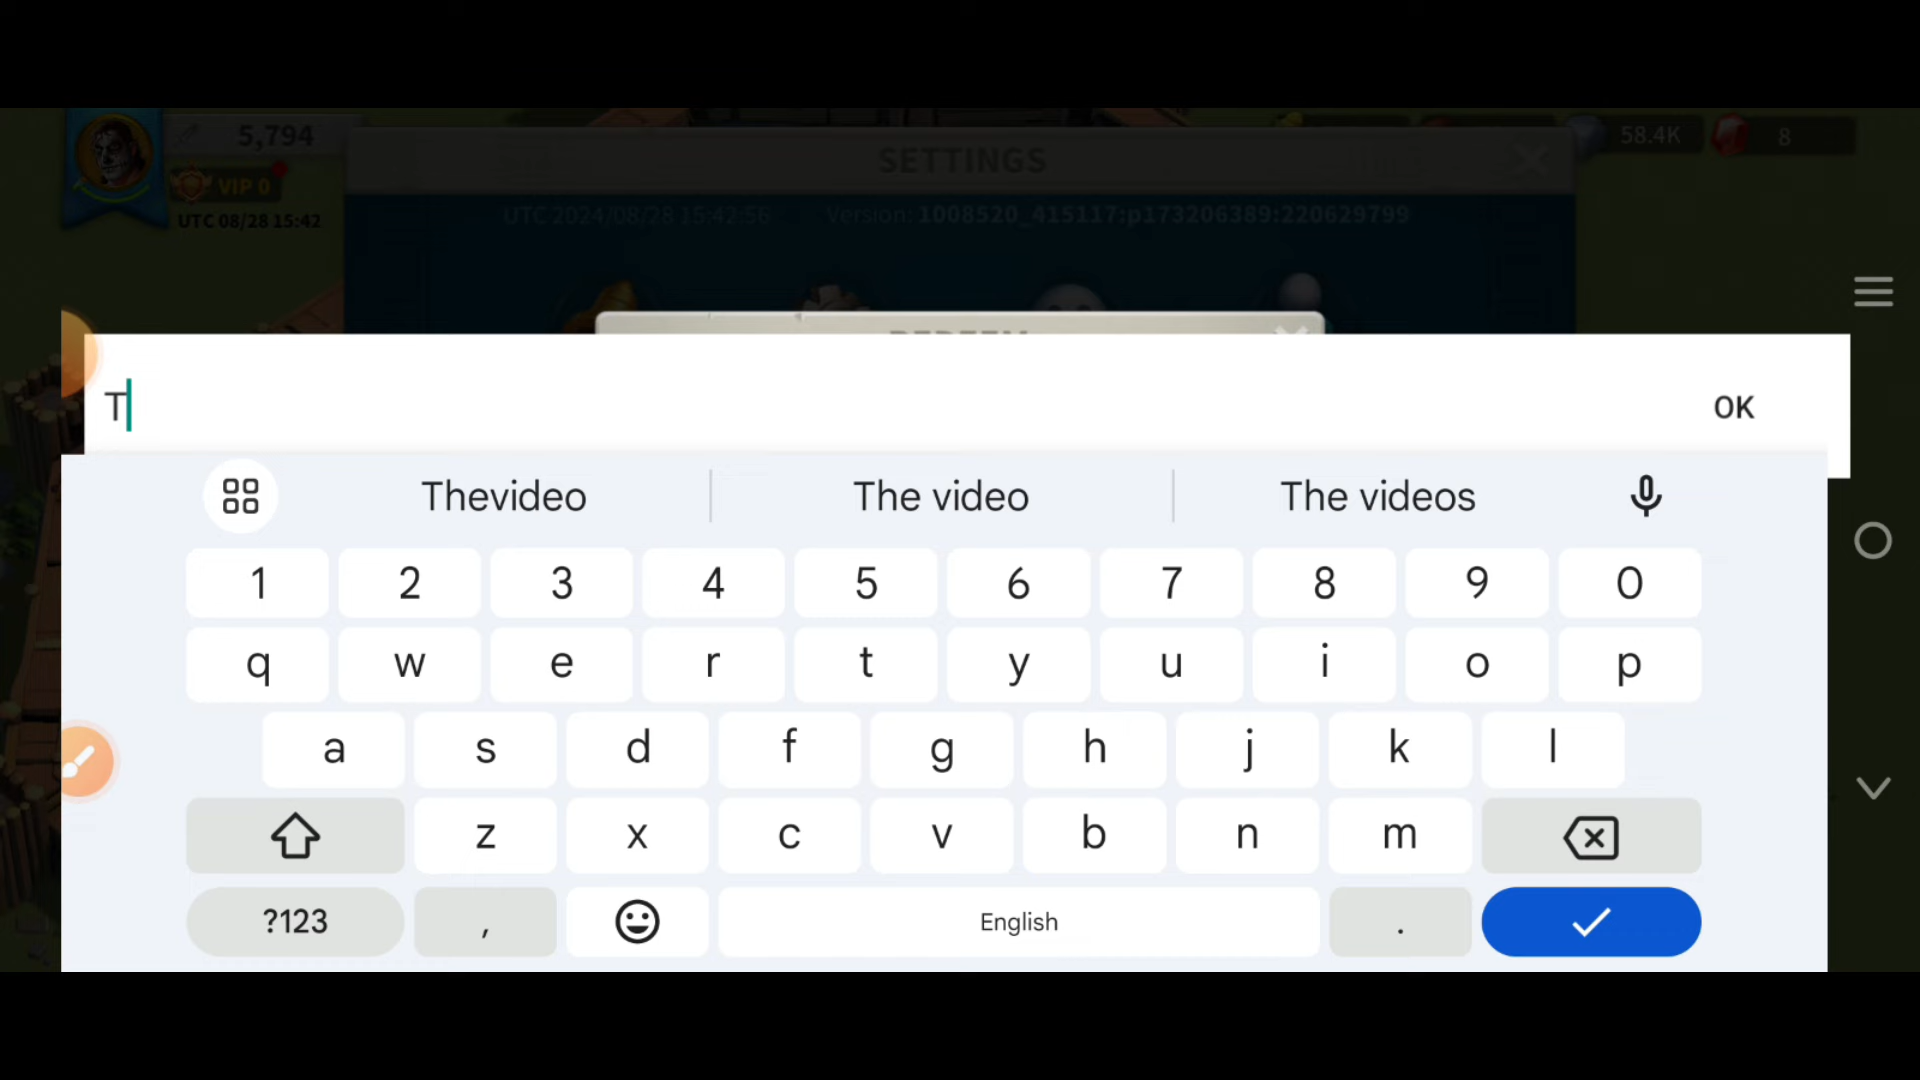 5,794
SETTINGS
58.4K
8
VIP 0
UTC 08/28 15:42
UTC 2024/08/28 15:42:56 Version: 1008520_415117:p173206389:220629799
REDEEM
T
OK
Thevideo The video The videos
1 2 3 4 5 6 7 8 9 0
q w e r t y u i o p
a s d f g h j k l
z x c v b n m
?123 , English .